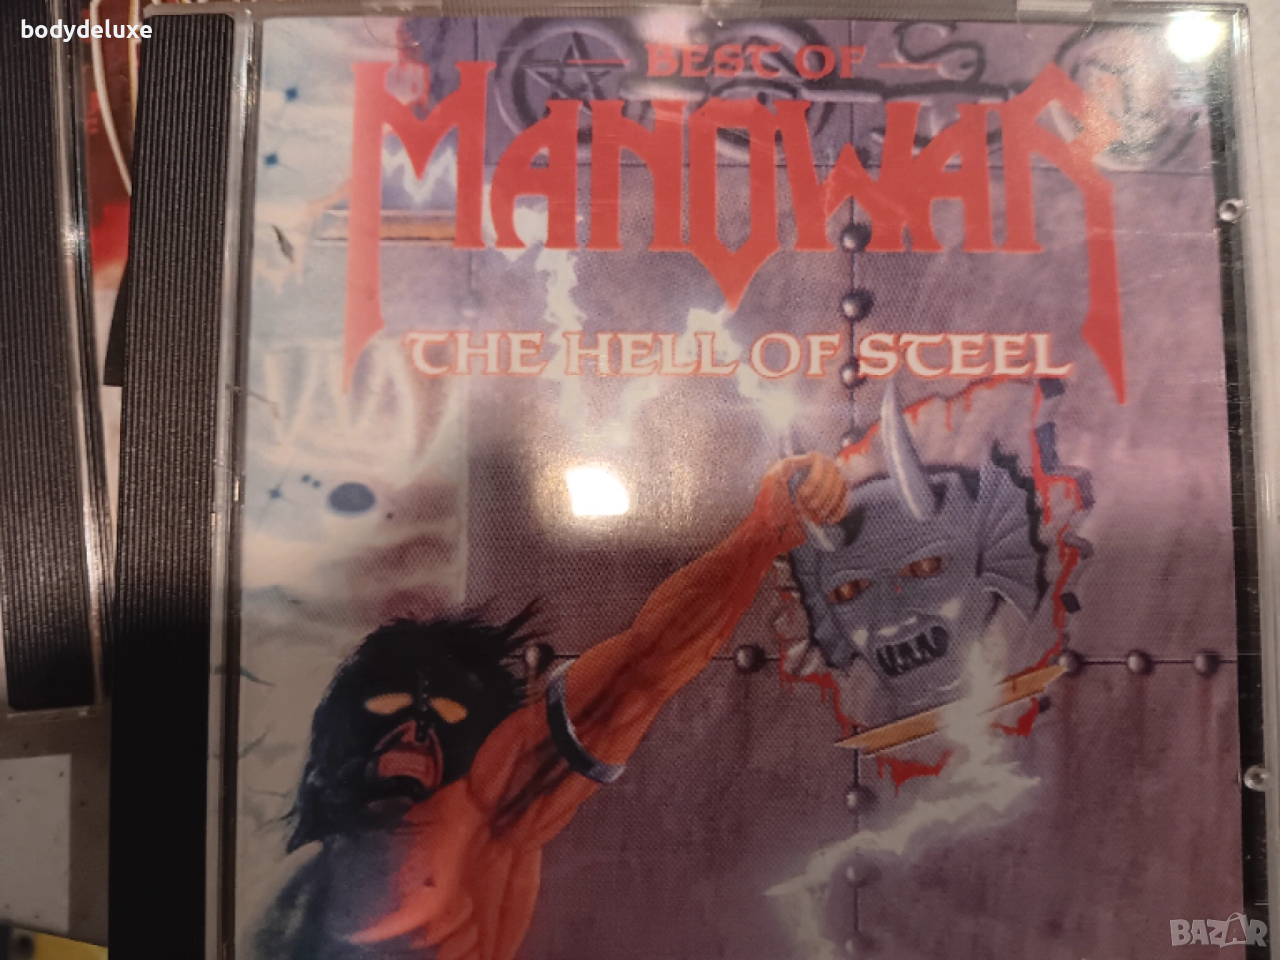 bodydeluxe
BEST OF
MANOWAR
THE HELL OF STEEL
BAZAR